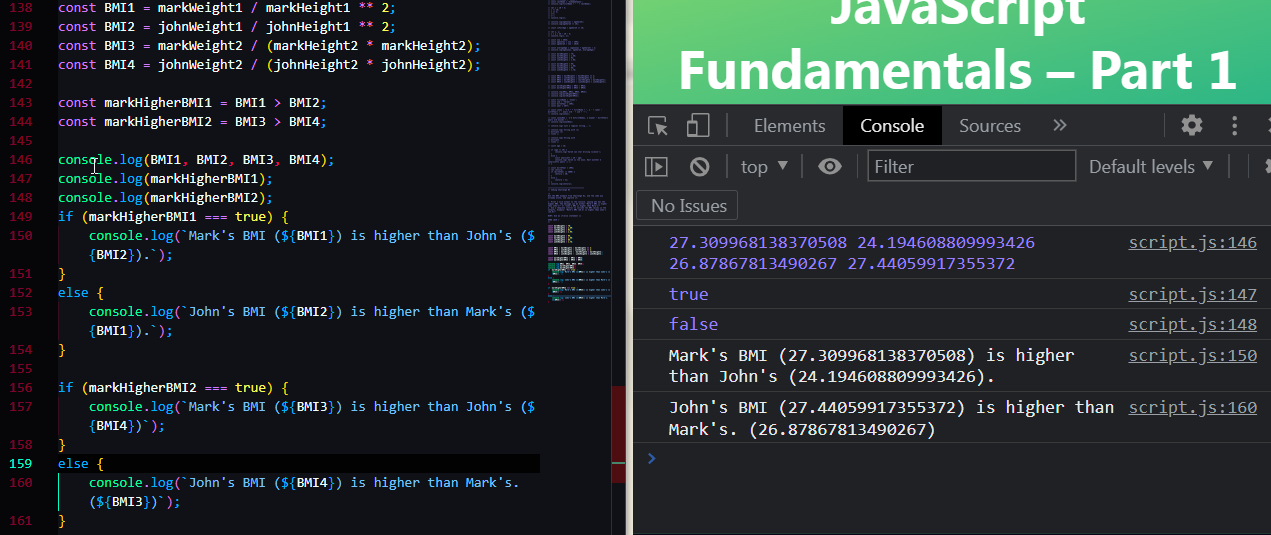 138 const BMI1 = markWeight1 / markHeight1 ** 2;
139 const BMI2 = johnWeight1 / johnHeight1 ** 2;
140 const BMI3 = markWeight2 / (markHeight2 * markHeight2);
141 const BMI4 = johnWeight2 / (johnHeight2 * johnHeight2);
142
143 const markHigherBMI1 = BMI1 > BMI2;
144 const markHigherBMI2 = BMI3 > BMI4;
145
146 console.log(BMI1, BMI2, BMI3, BMI4);
147 console.log(markHigherBMI1);
148 console.log(markHigherBMI2);
149 if (markHigherBMI1 === true) {
150 console.log(`Mark's BMI (${BMI1}) is higher than John's ($
{BMI2}).`);
151 }
152 else {
153 console.log(`John's BMI (${BMI2}) is higher than Mark's ($
{BMI1}).`);
154 }
155
156 if (markHigherBMI2 === true) {
157 console.log(`Mark's BMI (${BMI3}) is higher than John's ($
{BMI4})`);
158 }
159 else {
160 console.log(`John's BMI (${BMI4}) is higher than Mark's.
(${BMI3})`);
161 }
JavaScript
Fundamentals – Part 1
Elements Console Sources »
top ▼ Filter Default levels ▼
No Issues
27.309968138370508 24.194608809993426 script.js:146
26.87867813490267 27.44059917355372
true script.js:147
false script.js:148
Mark's BMI (27.309968138370508) is higher script.js:150
than John's (24.194608809993426).
John's BMI (27.44059917355372) is higher than script.js:160
Mark's. (26.87867813490267)